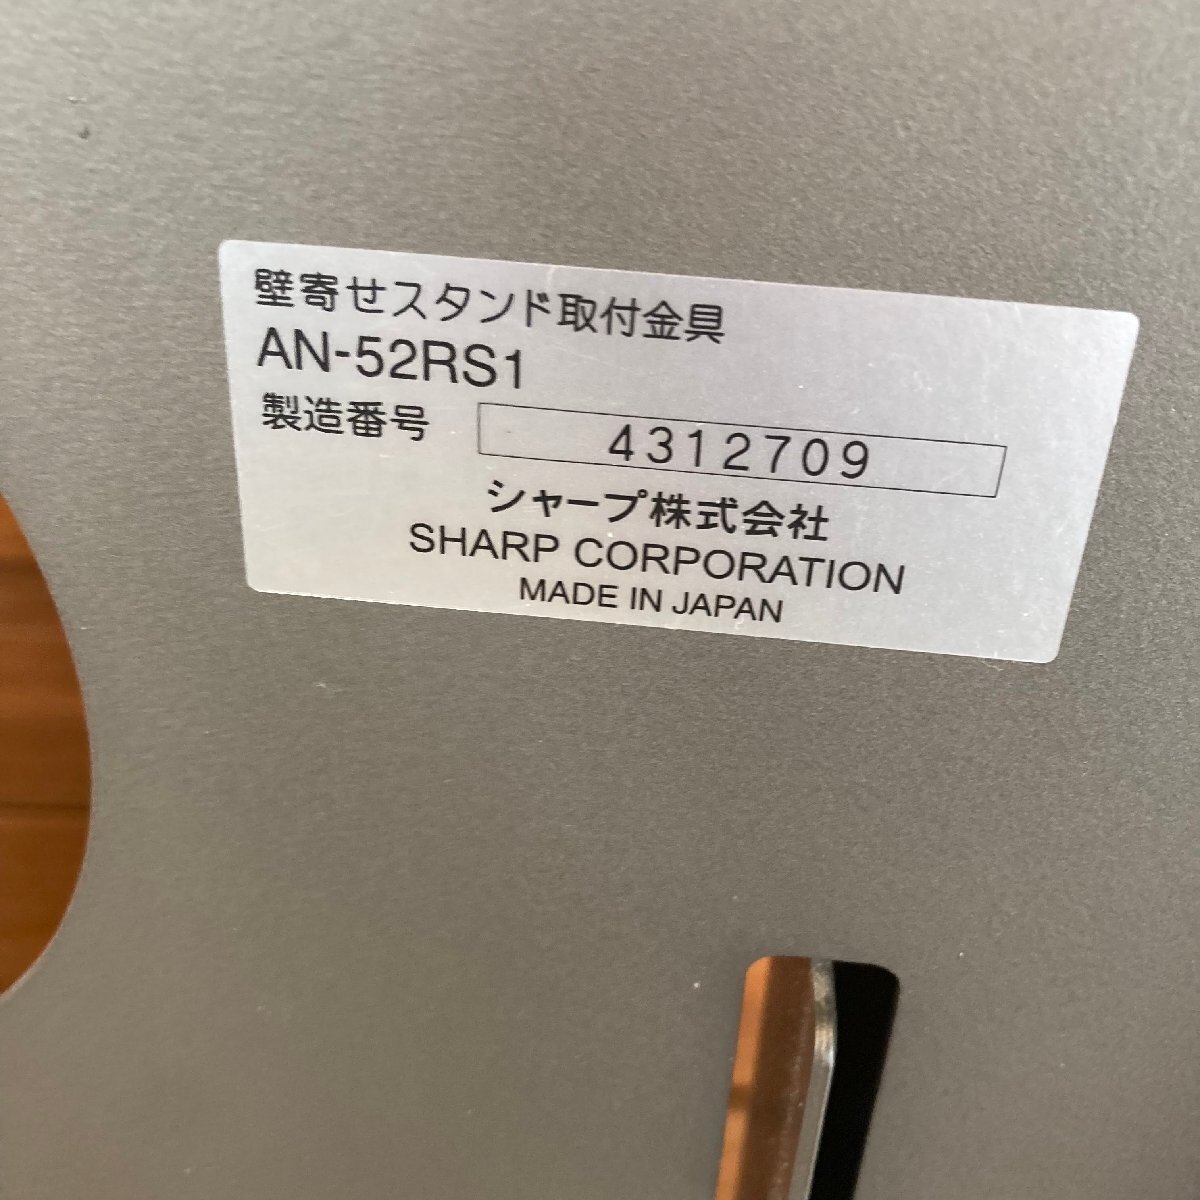 壁寄せスタンド取付金具
AN-52RS1
製造番号 4312709
シャープ株式会社
SHARP CORPORATION
MADE IN JAPAN